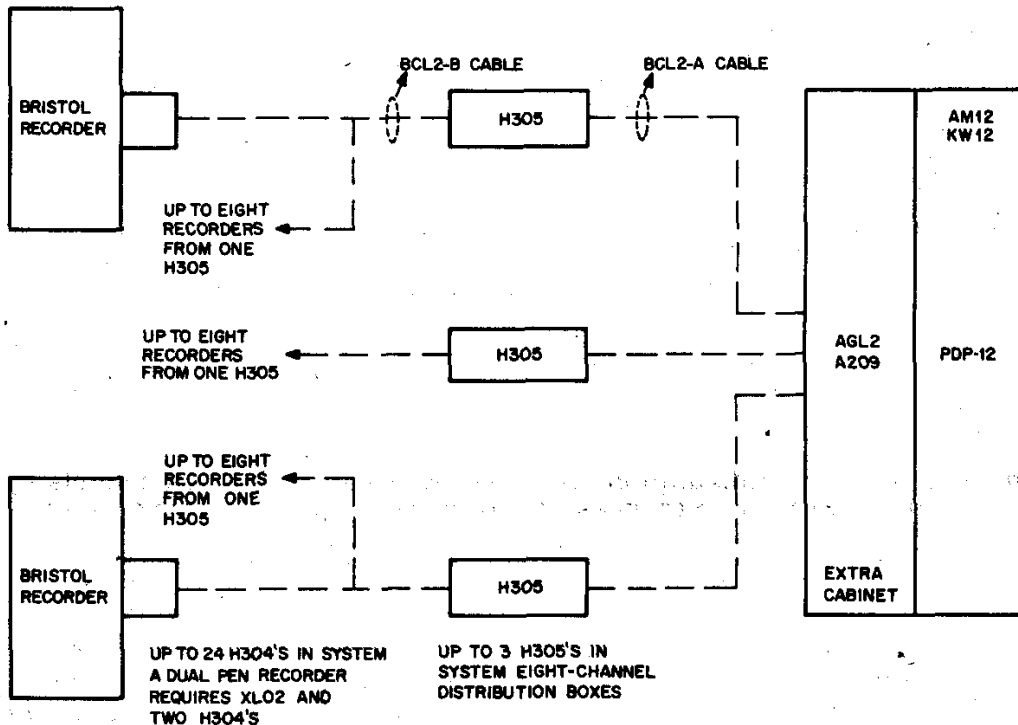 BCL2-B CABLE
BCL2-A CABLE
BRISTOL
RECORDER
H305
AM12
KW12
UP TO EIGHT
RECORDERS
FROM ONE
H305
UP TO EIGHT
RECORDERS
FROM ONE H305
H305
AGL2
A209
PDP-12
UP TO EIGHT
RECORDERS
FROM ONE
H305
BRISTOL
RECORDER
H305
EXTRA
CABINET
UP TO 24 H304'S IN SYSTEM
A DUAL PEN RECORDER
REQUIRES XL02 AND
TWO H304'S
UP TO 3 H305'S IN
SYSTEM EIGHT-CHANNEL
DISTRIBUTION BOXES